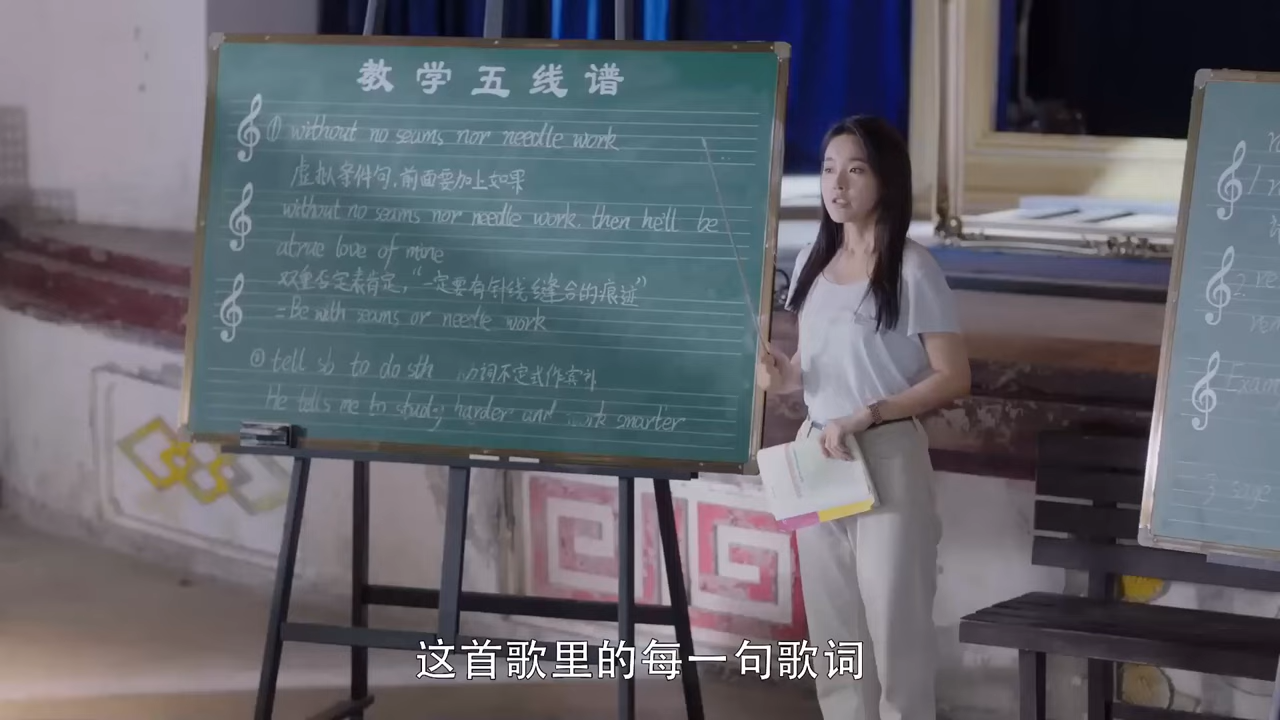 教学五线谱
① without no seams nor needle work
虚拟条件句,前面要加上如果
without no seams nor needle work, then he'll be
atrue love of mine
双重否定表肯定,“一定要有针线缝合的痕迹”
=Be with seams or needle work
② tell sb to do sth 动词不定式作宾补
He tells me to study harder and work smarter
Exam
这首歌里的每一句歌词